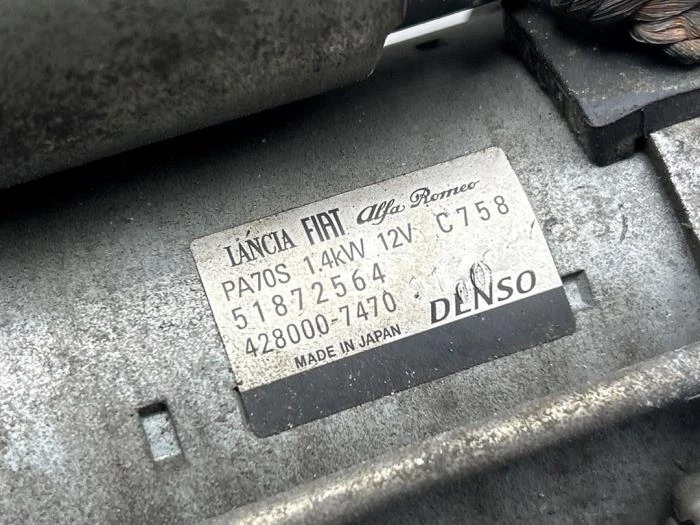 LANCIA FIAT Alfa Romeo
PA70S 1.4kW 12V C758
51872564
428000-7470 DENSO
MADE IN JAPAN